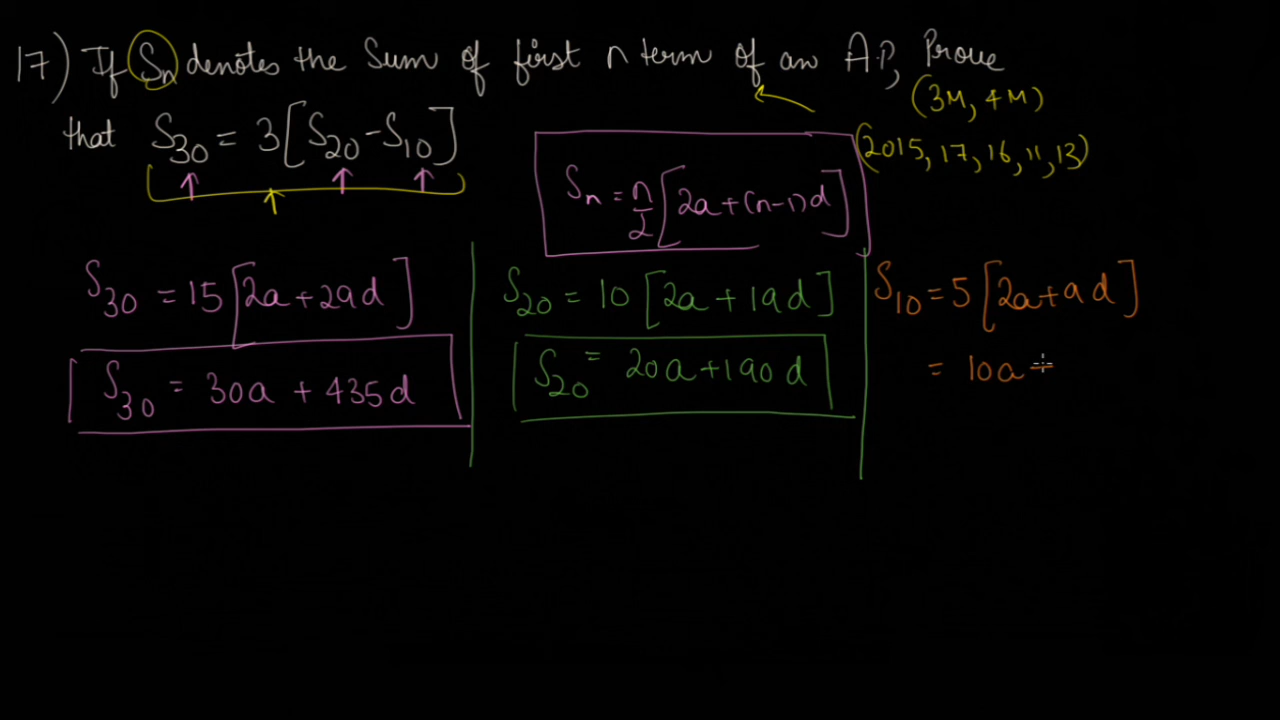 17) If Sn denotes the Sum of first n term of an A.P, Prove
(3M, 4M)
that S30 = 3[S20 - S10]
(2015, 17, 16, 11, 13)
Sn = n/2 [2a + (n-1)d]
S30 = 15[2a + 29d]
S30 = 30a + 435d
S20 = 10[2a + 19d]
S20 = 20a + 190d
S10 = 5[2a + 9d]
= 10a +